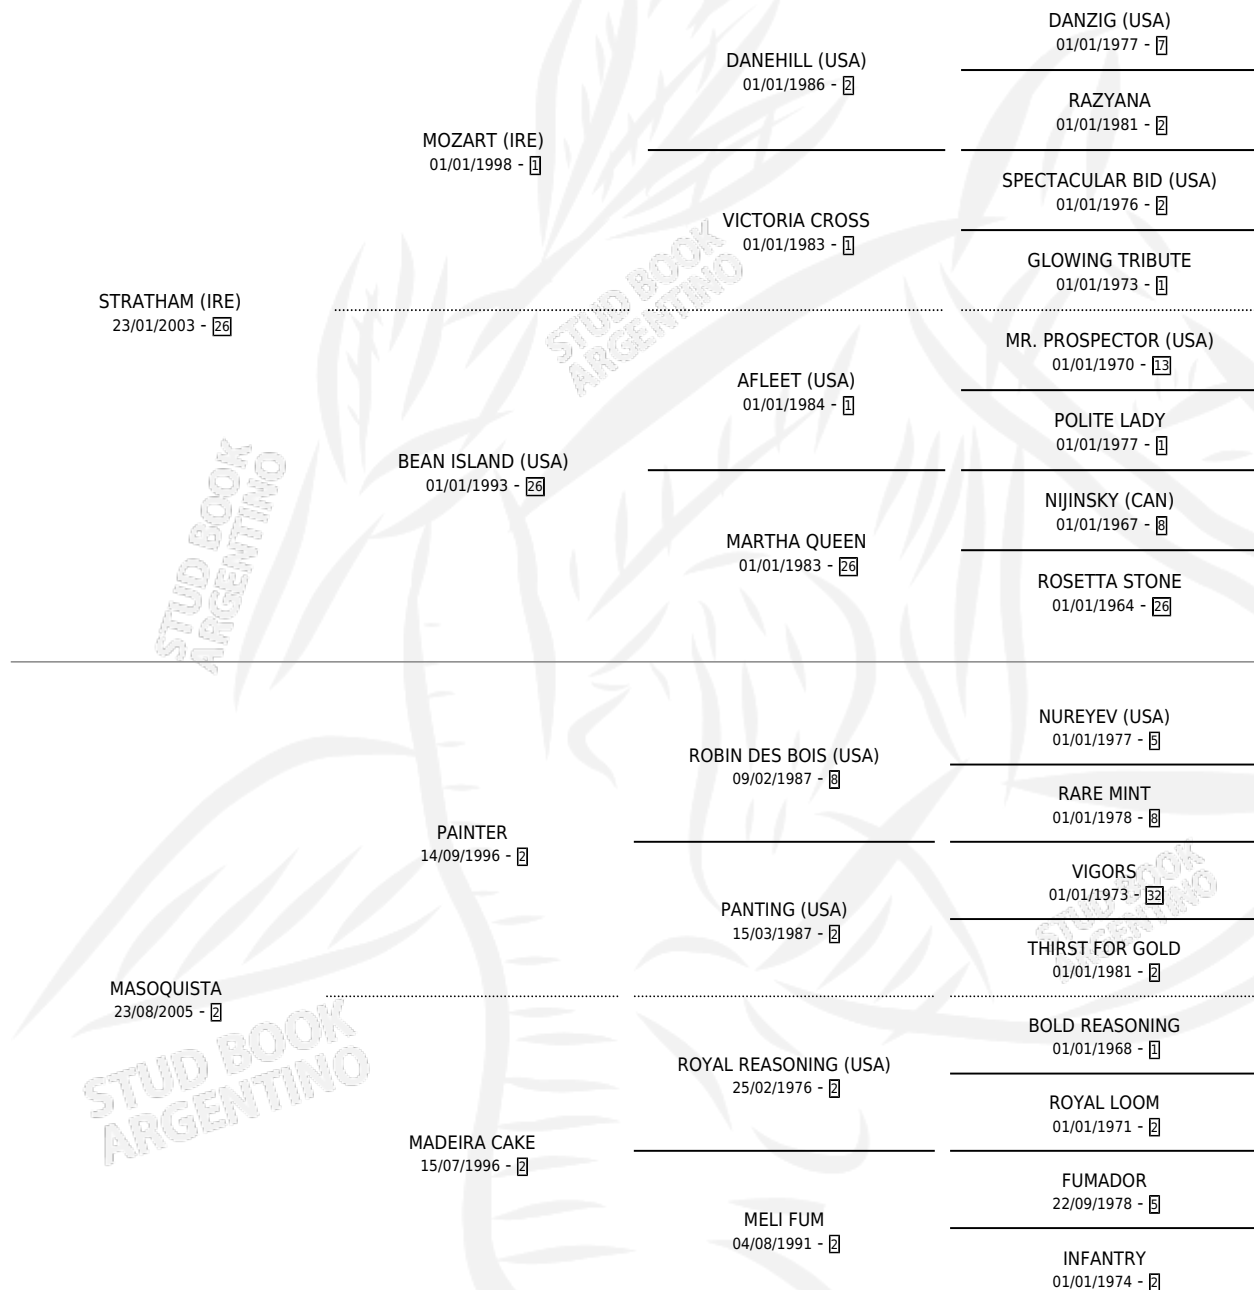 DANZIG (USA)
01/01/1977 - 7
DANEHILL (USA)
01/01/1986 - 2
RAZYANA
01/01/1981 - 2
MOZART (IRE)
01/01/1998 - 1
SPECTACULAR BID (USA)
01/01/1976 - 2
VICTORIA CROSS
01/01/1983 - 1
GLOWING TRIBUTE
01/01/1973 - 1
STRATHAM (IRE)
23/01/2003 - 26
MR. PROSPECTOR (USA)
01/01/1970 - 13
AFLEET (USA)
01/01/1984 - 1
POLITE LADY
01/01/1977 - 1
BEAN ISLAND (USA)
01/01/1993 - 26
NIJINSKY (CAN)
01/01/1967 - 8
MARTHA QUEEN
01/01/1983 - 26
ROSETTA STONE
01/01/1964 - 26
NUREYEV (USA)
01/01/1977 - 5
ROBIN DES BOIS (USA)
09/02/1987 - 8
RARE MINT
01/01/1978 - 8
PAINTER
14/09/1996 - 2
VIGORS
01/01/1973 - 32
PANTING (USA)
15/03/1987 - 2
THIRST FOR GOLD
01/01/1981 - 2
MASOQUISTA
23/08/2005 - 2
BOLD REASONING
01/01/1968 - 1
ROYAL REASONING (USA)
25/02/1976 - 2
ROYAL LOOM
01/01/1971 - 2
MADEIRA CAKE
15/07/1996 - 2
FUMADOR
22/09/1978 - 5
MELI FUM
04/08/1991 - 2
INFANTRY
01/01/1974 - 2
STUD BOOK
ARGENTINO
STUD BOOK
ARGENTINO
STUD BOOK
ARGENTINO
STUD BOOK
ARGENTINO